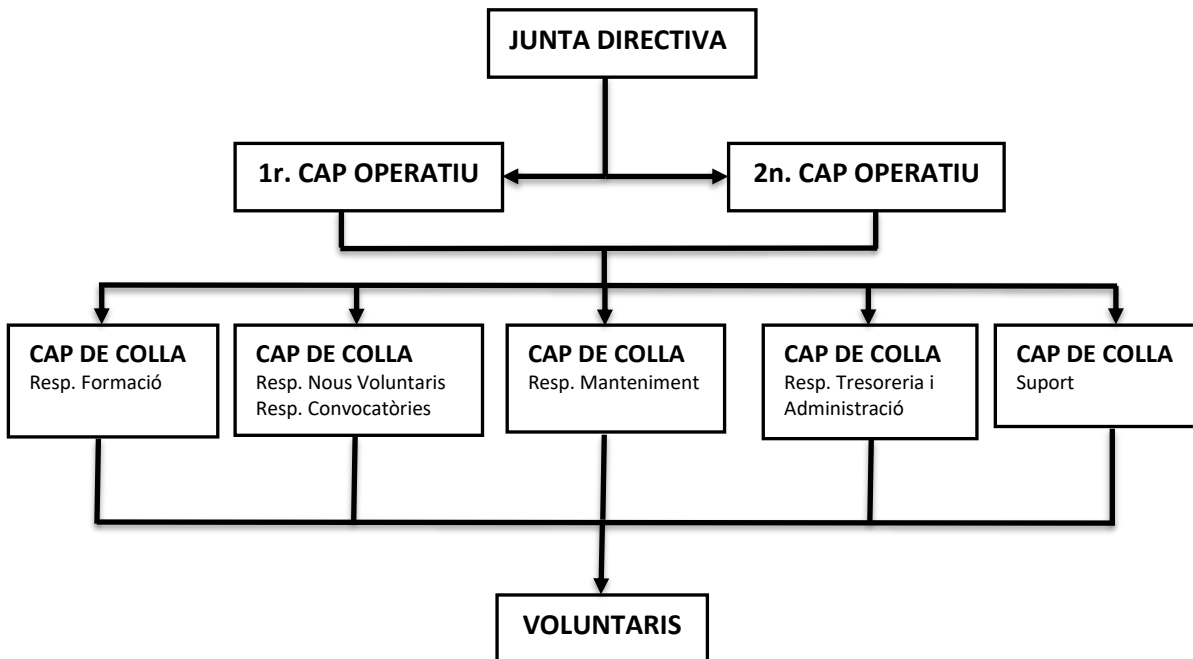 JUNTA DIRECTIVA
1r. CAP OPERATIU
2n. CAP OPERATIU
CAP DE COLLA
Resp. Formació
CAP DE COLLA
Resp. Nous Voluntaris
Resp. Convocatòries
CAP DE COLLA
Resp. Manteniment
CAP DE COLLA
Resp. Tresoreria i
Administració
CAP DE COLLA
Suport
VOLUNTARIS